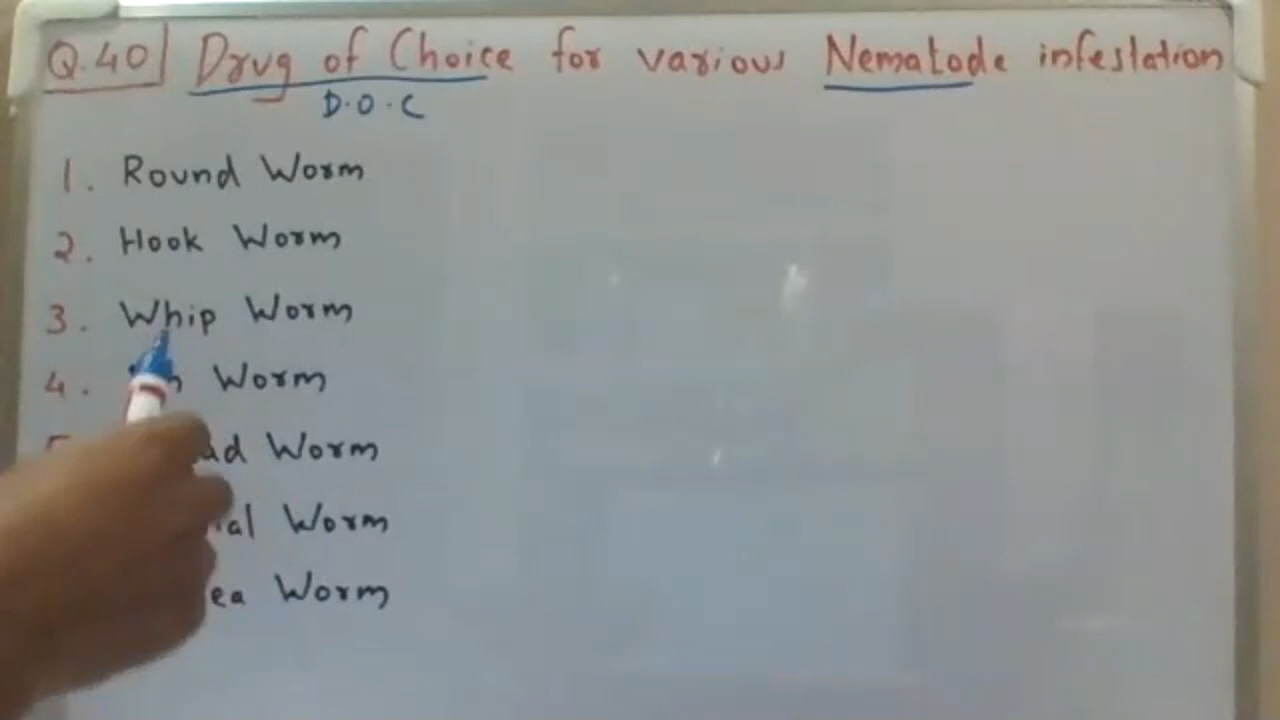 Q.40 Drug of Choice for various Nematode infestation
D.O.C
1. Round Worm
2. Hook Worm
3. Whip Worm
4. Worm
Worm
Worm
Worm